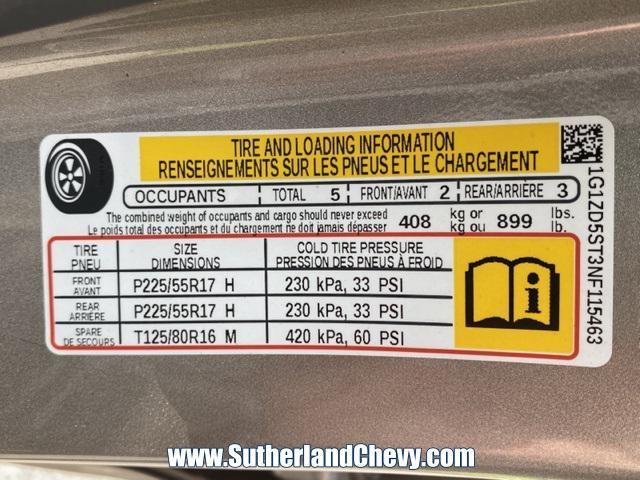 TIRE AND LOADING INFORMATION
RENSEIGNEMENTS SUR LES PNEUS ET LE CHARGEMENT
OCCUPANTS TOTAL 5 FRONT/AVANT 2 REAR/ARRIÈRE 3
The combined weight of occupants and cargo should never exceed 408 kg or 899 lbs.
Le poids total des occupants et du chargement ne doit jamais dépasser kg ou lb.
TIRE PNEU SIZE DIMENSIONS COLD TIRE PRESSURE PRESSION DES PNEUS À FROID
FRONT AVANT P225/55R17 H 230 kPa, 33 PSI
REAR ARRIÈRE P225/55R17 H 230 kPa, 33 PSI
SPARE DE SECOURS T125/80R16 M 420 kPa, 60 PSI
1G1ZD5ST3NF115463
www.SutherlandChevy.com